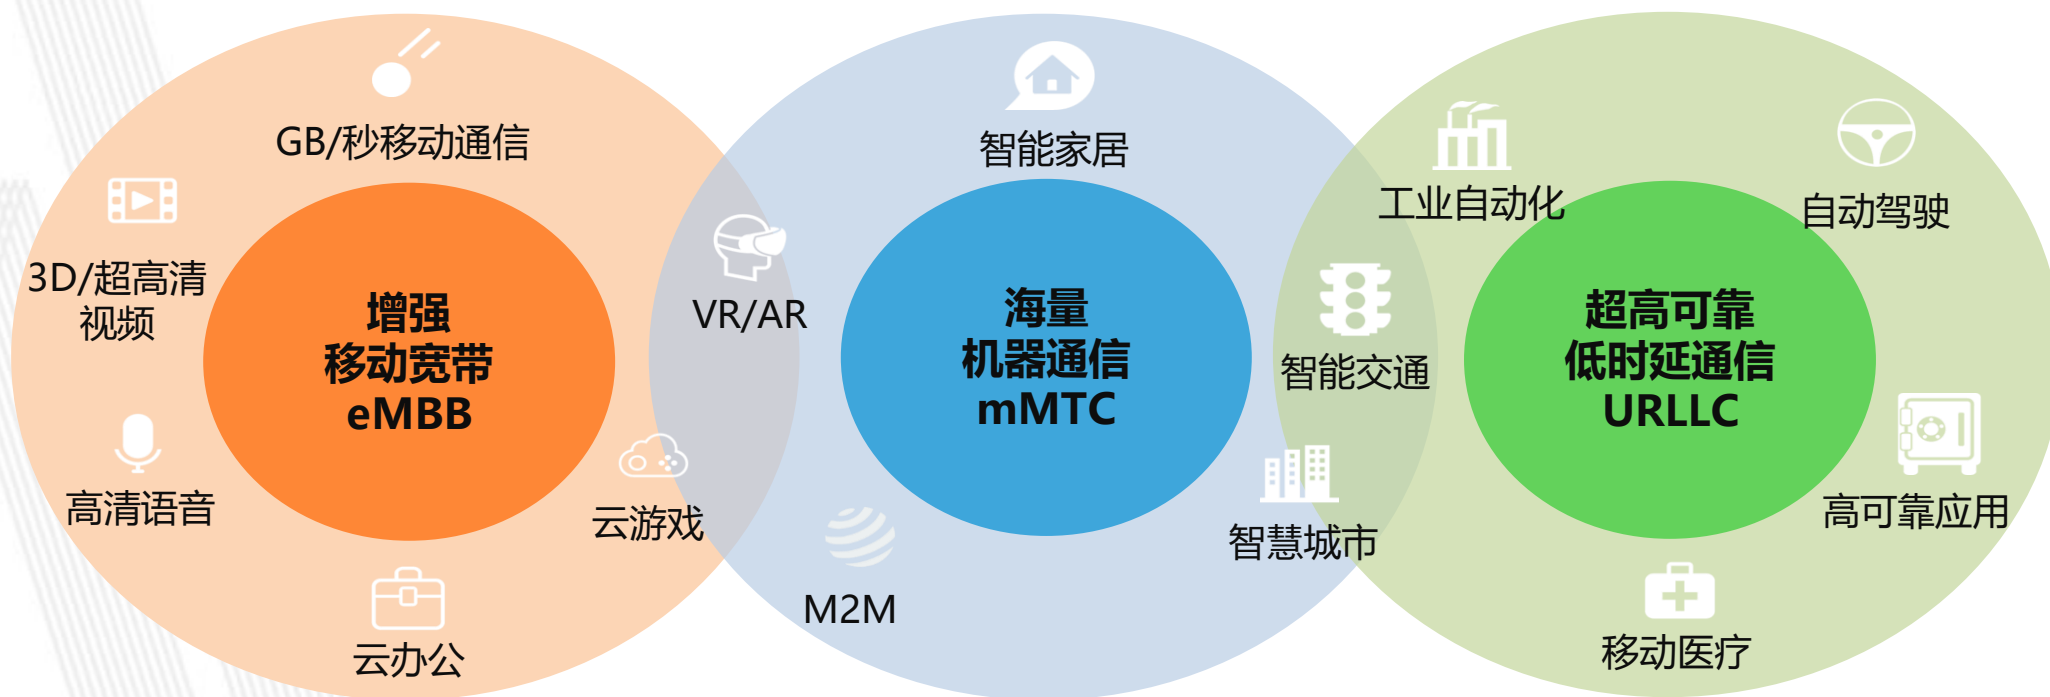 GB/秒移动通信
3D/超高清
视频
增强
移动宽带
eMBB
高清语音
云游戏
云办公
VR/AR
智能家居
海量
机器通信
mMTC
M2M
智能交通
智慧城市
工业自动化
自动驾驶
超高可靠
低时延通信
URLLC
高可靠应用
移动医疗